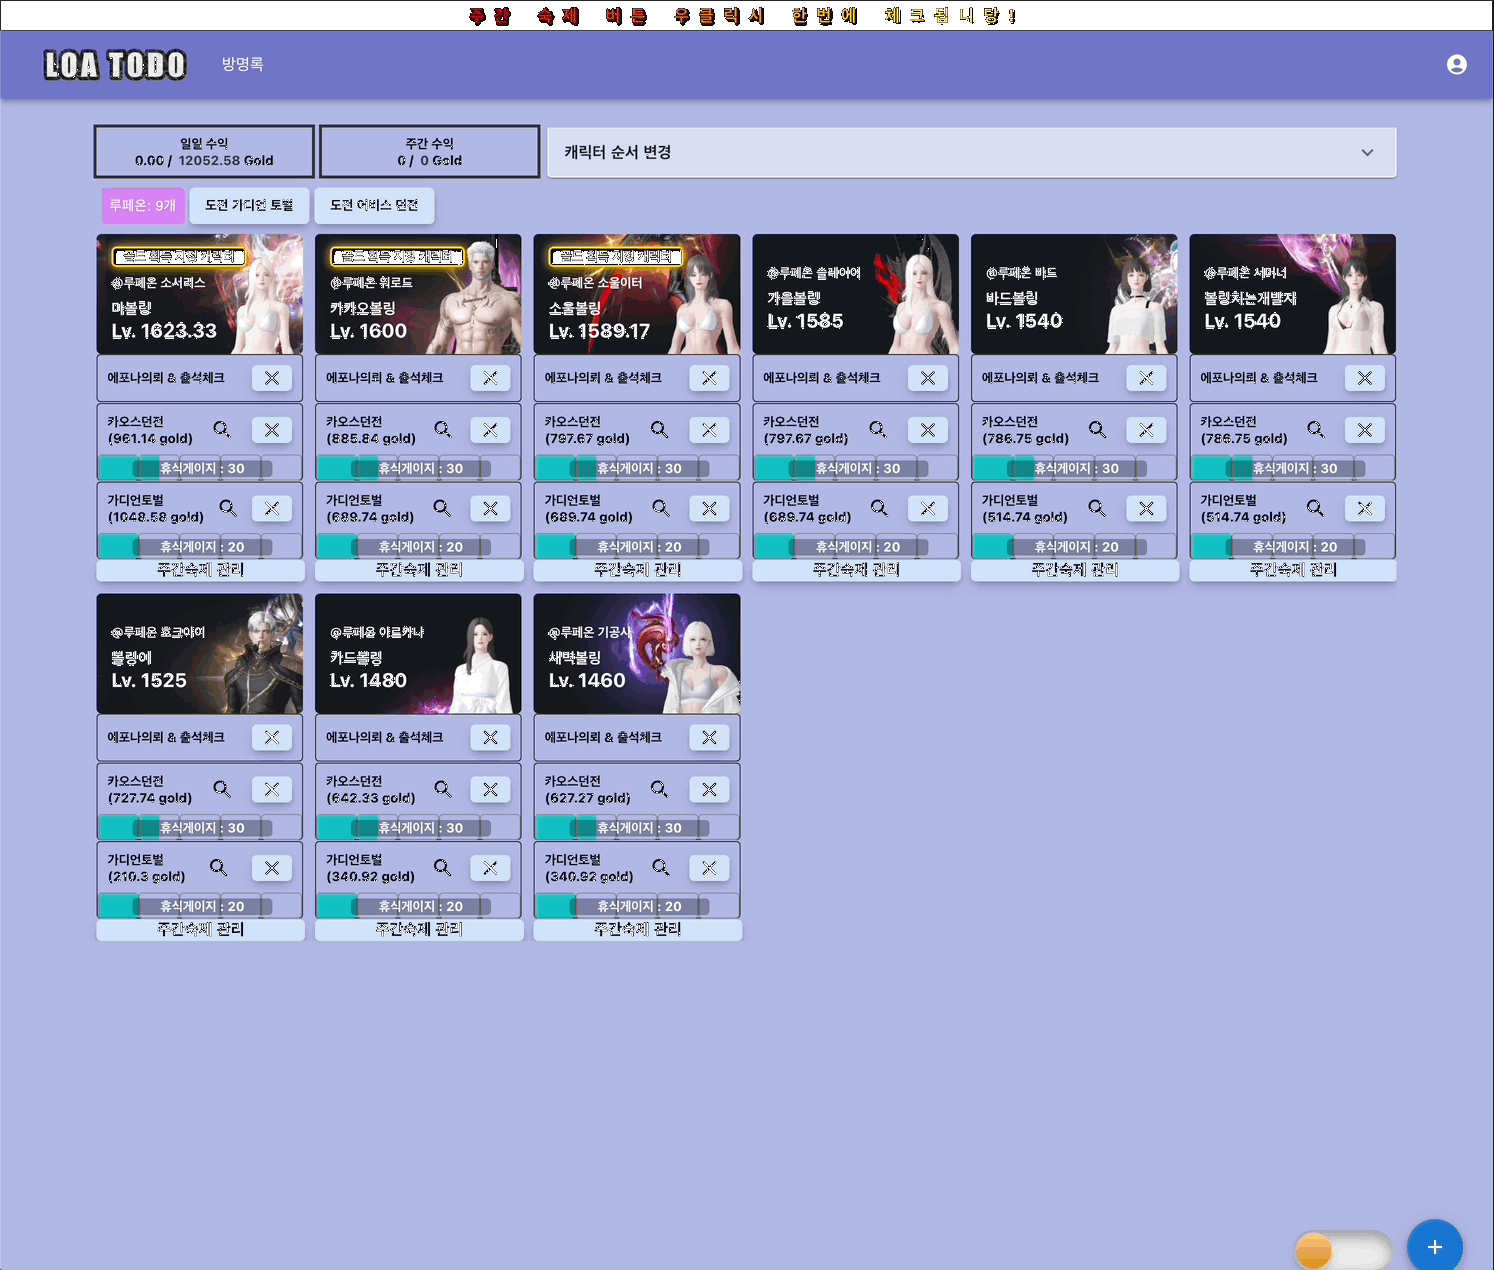 주간 숙제 버튼 우클릭시 한번에 체크됩니당!
LOA TODO
방명록
일일 수익
0.00 / 12052.58 Gold
주간 수익
0 / 0 Gold
캐릭터 순서 변경
루페온: 9개
도전 가디언 토벌
도전 어비스 던전
골드 획득 지정 캐릭터
@루페온 소서리스
마볼링
Lv. 1623.33
에포나의뢰 & 출석체크
카오스던전
(961.14 gold)
휴식게이지 : 30
가디언토벌
(1048.58 gold)
휴식게이지 : 20
주간숙제 관리
골드 획득 지정 캐릭터
@루페온 워로드
카카오볼링
Lv. 1600
에포나의뢰 & 출석체크
카오스던전
(885.84 gold)
휴식게이지 : 30
가디언토벌
(689.74 gold)
휴식게이지 : 20
주간숙제 관리
골드 획득 지정 캐릭터
@루페온 소울이터
소울볼링
Lv. 1589.17
에포나의뢰 & 출석체크
카오스던전
(797.67 gold)
휴식게이지 : 30
가디언토벌
(689.74 gold)
휴식게이지 : 20
주간숙제 관리
@루페온 슬레이어
가을볼링
Lv. 1585
에포나의뢰 & 출석체크
카오스던전
(797.67 gold)
휴식게이지 : 30
가디언토벌
(689.74 gold)
휴식게이지 : 20
주간숙제 관리
@루페온 바드
바드볼링
Lv. 1540
에포나의뢰 & 출석체크
카오스던전
(786.75 gold)
휴식게이지 : 30
가디언토벌
(514.74 gold)
휴식게이지 : 20
주간숙제 관리
@루페온 서머너
볼링치는개발자
Lv. 1540
에포나의뢰 & 출석체크
카오스던전
(786.75 gold)
휴식게이지 : 30
가디언토벌
(514.74 gold)
휴식게이지 : 20
주간숙제 관리
@루페온 호크아이
볼링에
Lv. 1525
에포나의뢰 & 출석체크
카오스던전
(727.74 gold)
휴식게이지 : 30
가디언토벌
(210.3 gold)
휴식게이지 : 20
주간숙제 관리
@루페온 아르카나
카드볼링
Lv. 1480
에포나의뢰 & 출석체크
카오스던전
(642.33 gold)
휴식게이지 : 30
가디언토벌
(340.92 gold)
휴식게이지 : 20
주간숙제 관리
@루페온 기공사
새벽볼링
Lv. 1460
에포나의뢰 & 출석체크
카오스던전
(627.27 gold)
휴식게이지 : 30
가디언토벌
(340.92 gold)
휴식게이지 : 20
주간숙제 관리